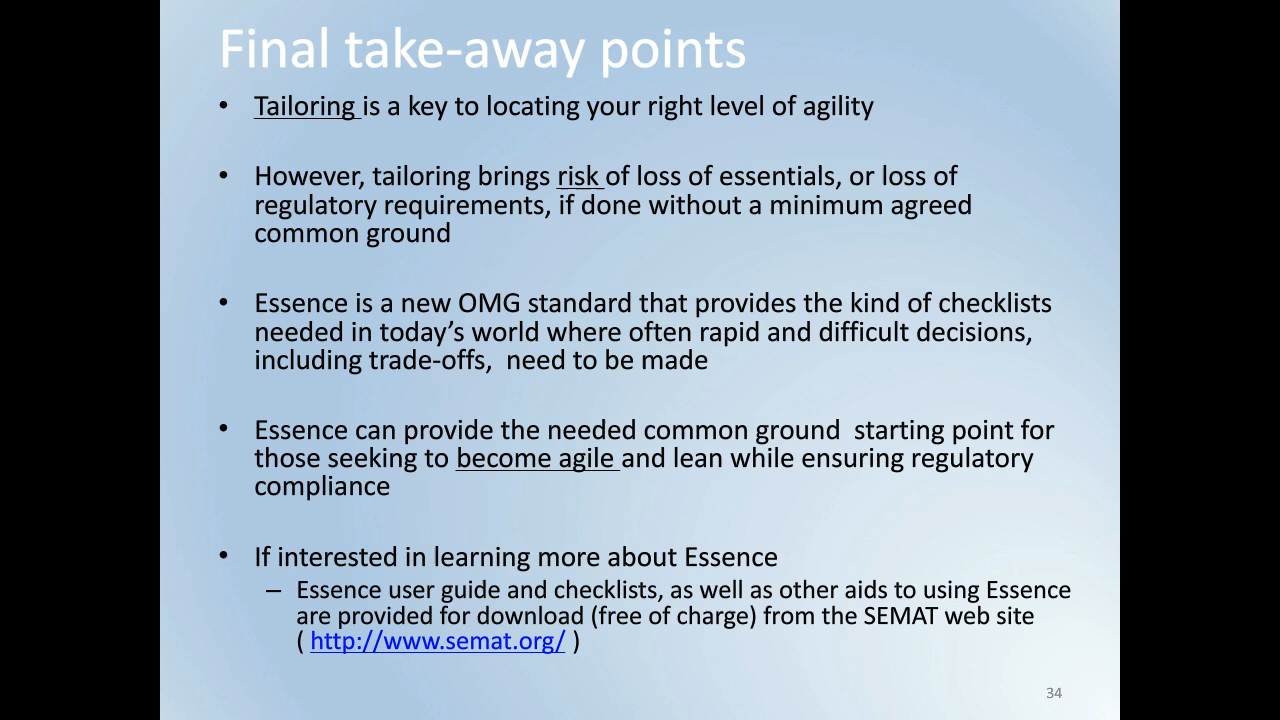 Final take-away points
• Tailoring is a key to locating your right level of agility
• However, tailoring brings risk of loss of essentials, or loss of
regulatory requirements, if done without a minimum agreed
common ground
• Essence is a new OMG standard that provides the kind of checklists
needed in today’s world where often rapid and difficult decisions,
including trade-offs,  need to be made
• Essence can provide the needed common ground  starting point for
those seeking to become agile and lean while ensuring regulatory
compliance
• If interested in learning more about Essence
– Essence user guide and checklists, as well as other aids to using Essence
are provided for download (free of charge) from the SEMAT web site
( http://www.semat.org/ )
34